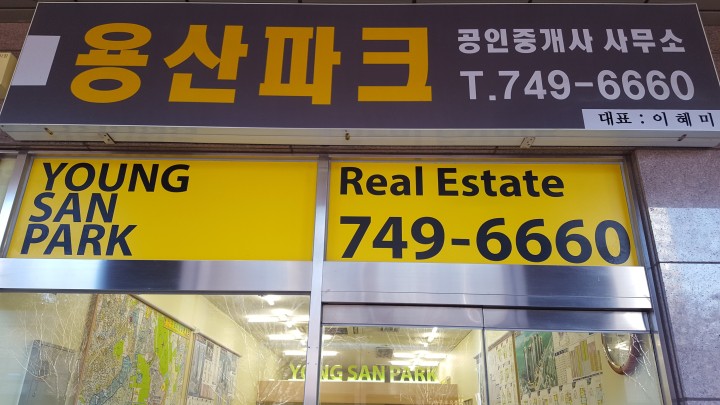 용산파크
공인중개사 사무소
T.749-6660
대표 : 이혜미
YOUNG
SAN
PARK
Real Estate
749-6660
YOUNG SAN PARK